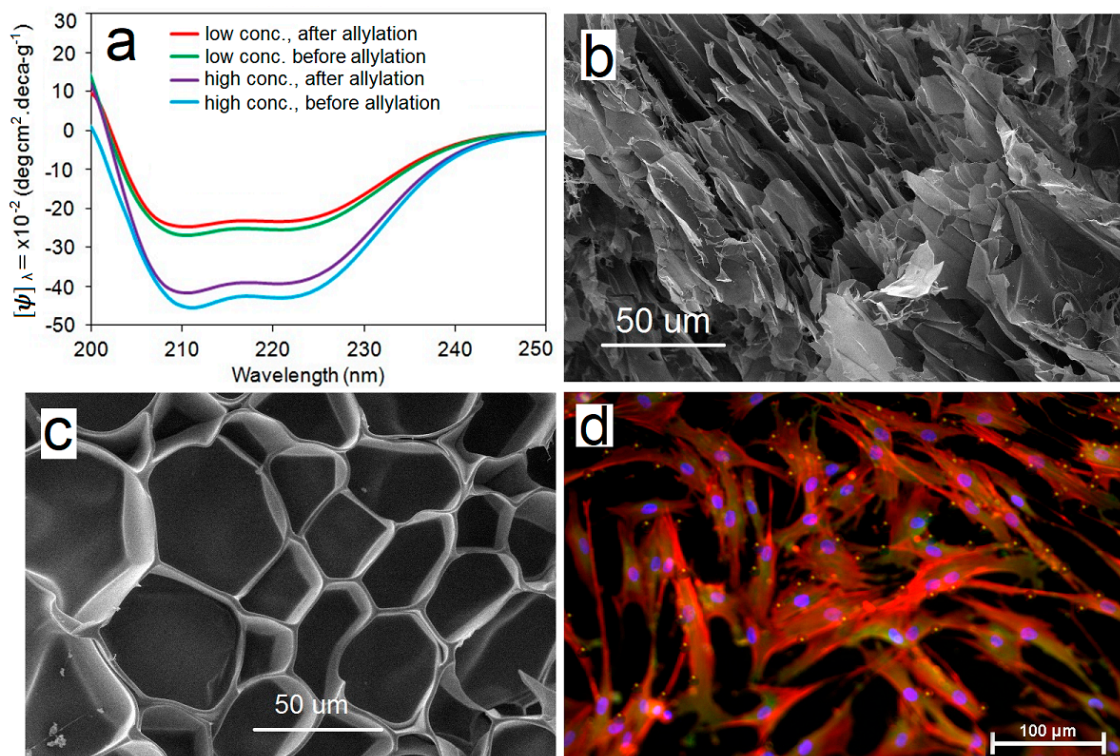 a
low conc., after allylation
low conc. before allylation
high conc., after allylation
high conc., before allylation
30
20
10
0
-10
-20
-30
-40
-50
[ψ] λ = x10⁻² (degcm².deca-g⁻¹)
200
210
220
230
240
250
Wavelength (nm)
b
50 um
c
50 um
d
100 µm